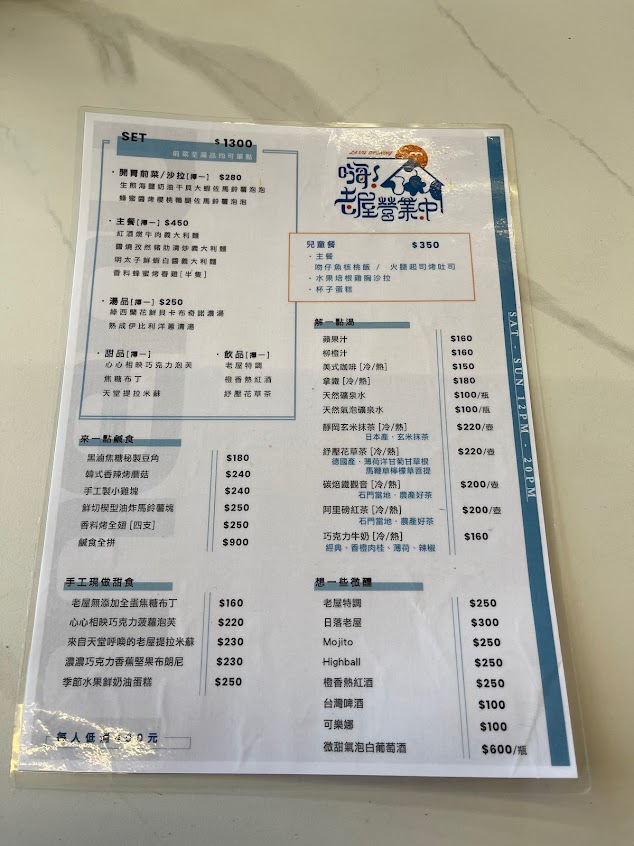 SET $1300
前菜至湯品均可單點
· 開胃前菜/沙拉[擇一] $280
生煎海鹽奶油干貝大蝦佐馬鈴薯泡泡
蜂蜜醬烤櫻桃鴨腿佐馬鈴薯泡泡
· 主餐[擇一] $450
紅酒燉牛肉義大利麵
醬燒孜然豬肋清炒義大利麵
明太子鮮蝦白醬義大利麵
香料蜂蜜烤春雞[半隻]
· 湯品[擇一] $250
綠西蘭花鮮貝卡布奇諾濃湯
熟成伊比利洋蔥清湯
· 甜品[擇一]
心心相映巧克力泡芙
焦糖布丁
天堂提拉米蘇
· 飲品[擇一]
老屋特調
橙香熱紅酒
紓壓花草茶
來一點鹹食
黑滷焦糖秘製豆角 $180
韓式香辣烤蘑菇 $240
手工製小雞塊 $240
鮮切楔型油炸馬鈴薯塊 $250
香料烤全翅[四支] $250
鹹食全拼 $900
手工現做甜食
老屋無添加全蛋焦糖布丁 $160
心心相映巧克力菠蘿泡芙 $220
來自天堂呼喚的老屋提拉米蘇 $230
濃濃巧克力香蕉堅果布朗尼 $230
季節水果鮮奶油蛋糕 $250
每人低消
元
嗨!
老屋營業中
兒童餐 $350
· 主餐
吻仔魚核桃飯 / 火腿起司烤吐司
· 水果培根雞胸沙拉
· 杯子蛋糕
解一點渴
蘋果汁 $160
柳橙汁 $160
美式咖啡[冷/熱] $150
拿鐵[冷/熱] $180
天然礦泉水 $100/瓶
天然氣泡礦泉水 $100/瓶
靜岡玄米抹茶[冷/熱] $220/壺
日本產·玄米抹茶
紓壓花草茶[冷/熱] $220/壺
德國產·薄荷洋甘菊甘草根
馬鞭草檸檬草菩提
碳焙鐵觀音[冷/熱] $200/壺
石門當地·農產好茶
阿里磅紅茶[冷/熱] $200/壺
石門當地·農產好茶
巧克力牛奶[冷/熱] $160
經典、香橙肉桂、薄荷、辣椒
想一些微醺
老屋特調 $250
日落老屋 $300
Mojito $250
Highball $250
橙香熱紅酒 $250
台灣啤酒 $100
可樂娜 $100
微甜氣泡白葡萄酒 $600/瓶
SAT - SUN 12PM - 20PM